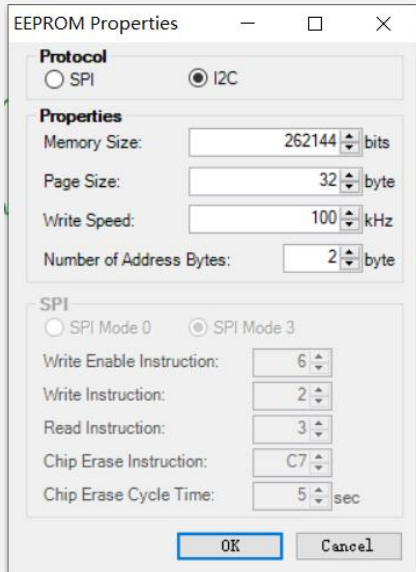 EEPROM Properties
Protocol
SPI I2C
Properties
Memory Size: 262144 bits
Page Size: 32 byte
Write Speed: 100 kHz
Number of Address Bytes: 2 byte
SPI
SPI Mode 0 SPI Mode 3
Write Enable Instruction: 6
Write Instruction: 2
Read Instruction: 3
Chip Erase Instruction: C7
Chip Erase Cycle Time: 5 sec
OK Cancel